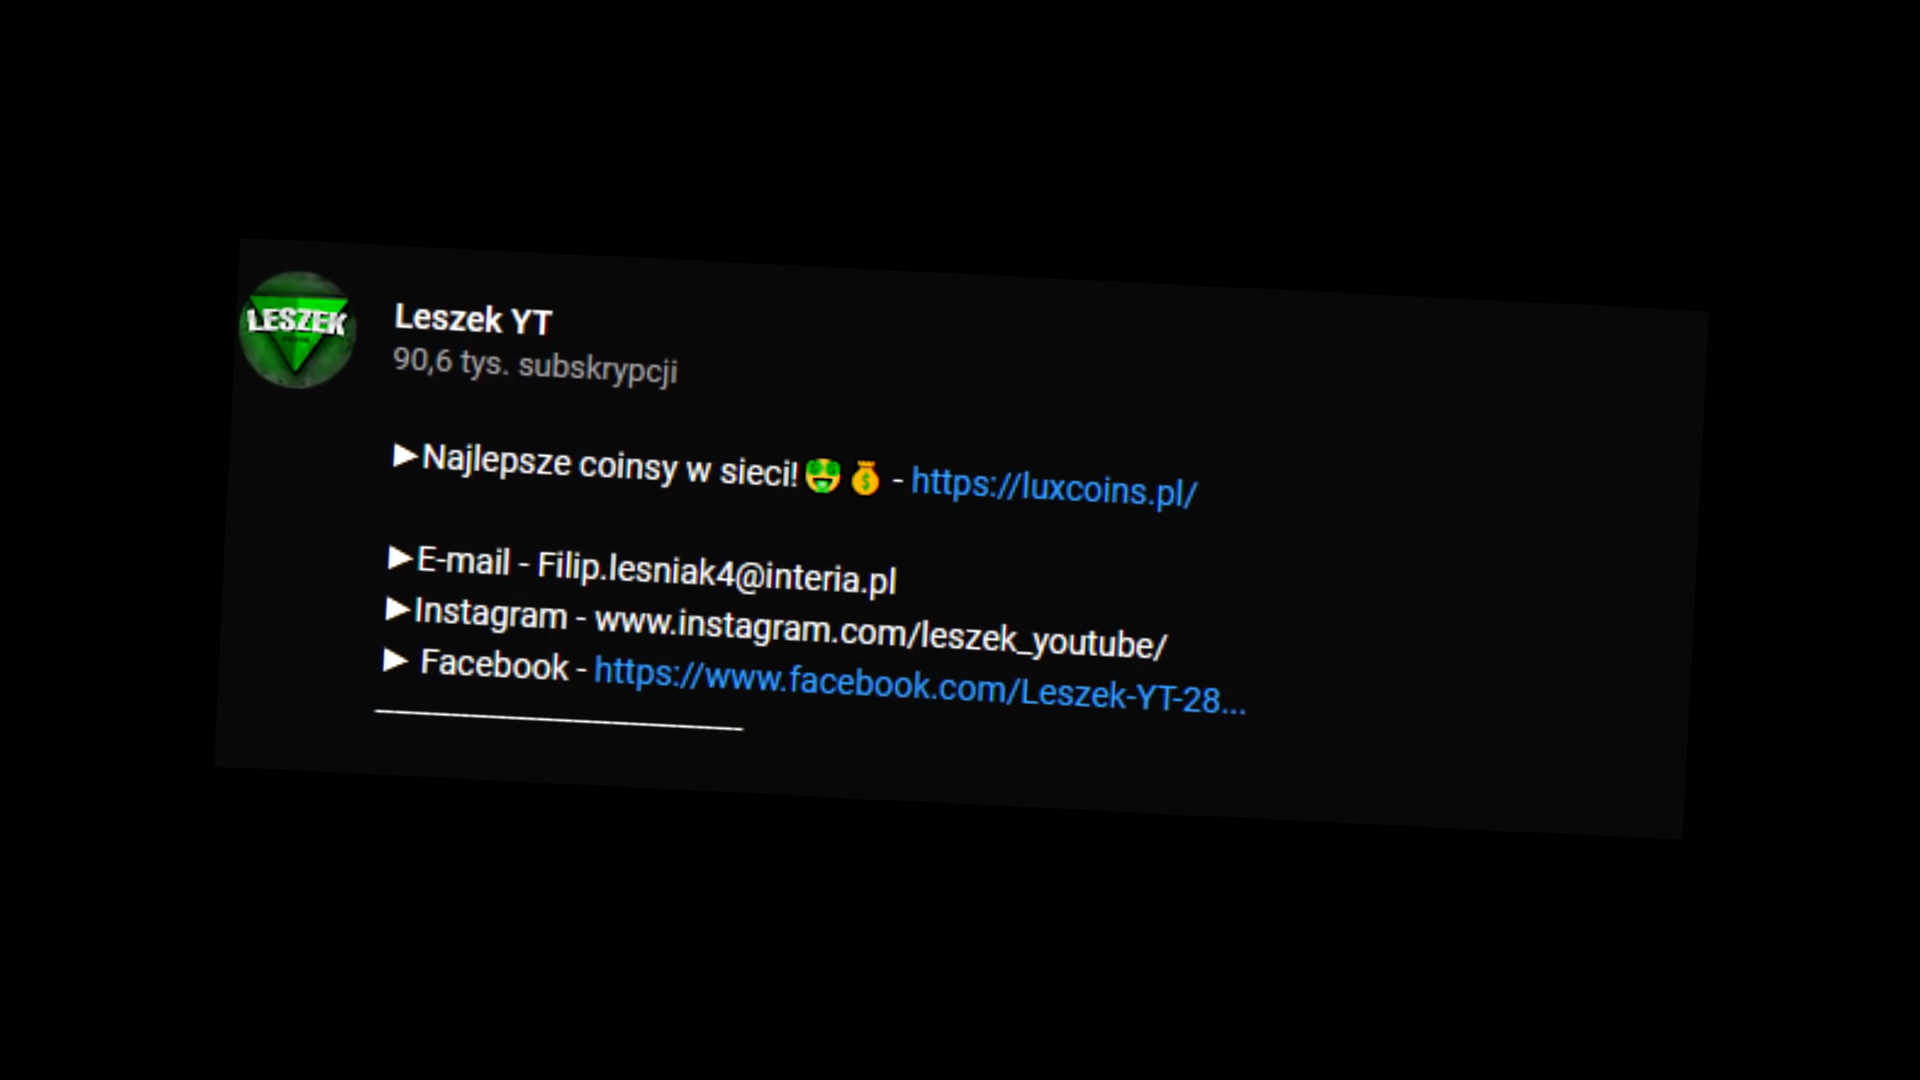 LESZEK
Leszek YT
90,6 tys. subskrypcji
▶Najlepsze coinsy w sieci!🤑💰 - https://luxcoins.pl/
▶E-mail - Filip.lesniak4@interia.pl
▶Instagram - www.instagram.com/leszek_youtube/
▶ Facebook - https://www.facebook.com/Leszek-YT-28...